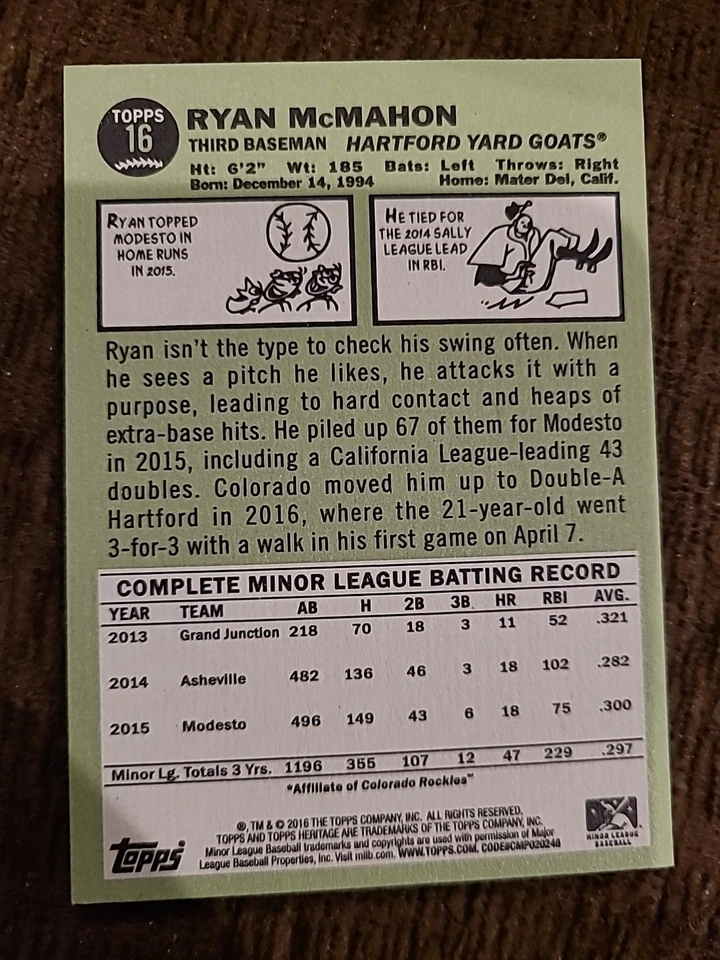 TOPPS
16
RYAN McMAHON
THIRD BASEMAN HARTFORD YARD GOATS®
Ht: 6'2" Wt: 185 Bats: Left Throws: Right
Born: December 14, 1994 Home: Mater Dei, Calif.
RYAN TOPPED
MODESTO IN
HOME RUNS
IN 2015.
HE TIED FOR
THE 2014 SALLY
LEAGUE LEAD
IN RBI.
Ryan isn't the type to check his swing often. When
he sees a pitch he likes, he attacks it with a
purpose, leading to hard contact and heaps of
extra-base hits. He piled up 67 of them for Modesto
in 2015, including a California League-leading 43
doubles. Colorado moved him up to Double-A
Hartford in 2016, where the 21-year-old went
3-for-3 with a walk in his first game on April 7.
COMPLETE MINOR LEAGUE BATTING RECORD
YEAR TEAM AB H 2B 3B HR RBI AVG.
2013 Grand Junction 218 70 18 3 11 52 .321
2014 Asheville 482 136 46 3 18 102 .282
2015 Modesto 496 149 43 6 18 75 .300
Minor Lg. Totals 3 Yrs. 1196 355 107 12 47 229 .297
"Affiliate of Colorado Rockies"
®, TM & © 2016 THE TOPPS COMPANY, INC. ALL RIGHTS RESERVED.
TOPPS AND TOPPS HERITAGE ARE TRADEMARKS OF THE TOPPS COMPANY, INC.
Minor League Baseball trademarks and copyrights are used with permission of Major
League Baseball Properties, Inc. Visit milb.com. WWW.TOPPS.COM. CODE#CMP020248
Topps
MINOR LEAGUE
BASEBALL